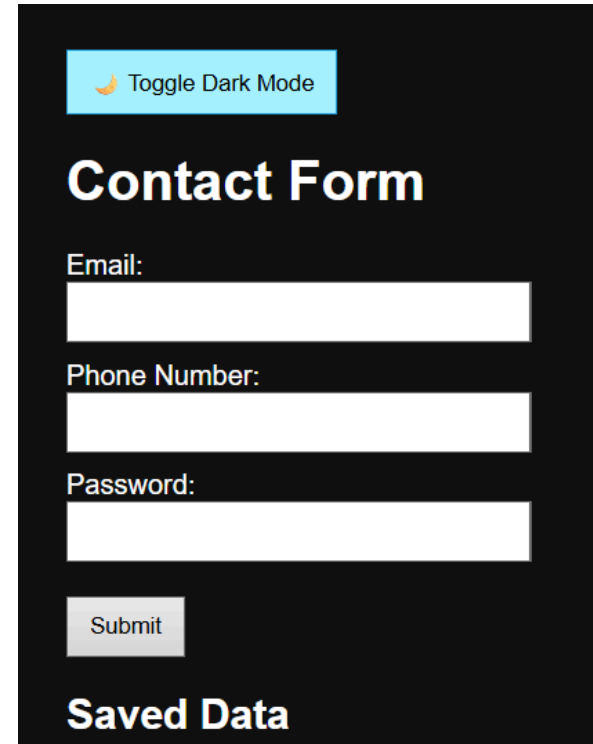 🌙 Toggle Dark Mode
Contact Form
Email:
Phone Number:
Password:
Submit
Saved Data